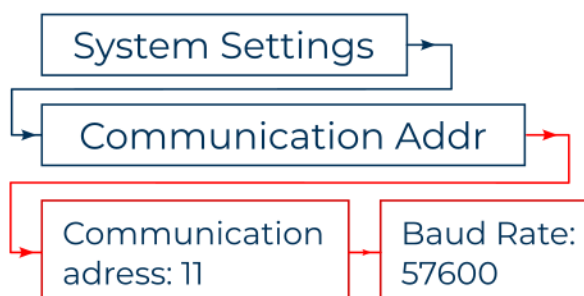 System Settings
Communication Addr
Communication
adress: 11
Baud Rate:
57600